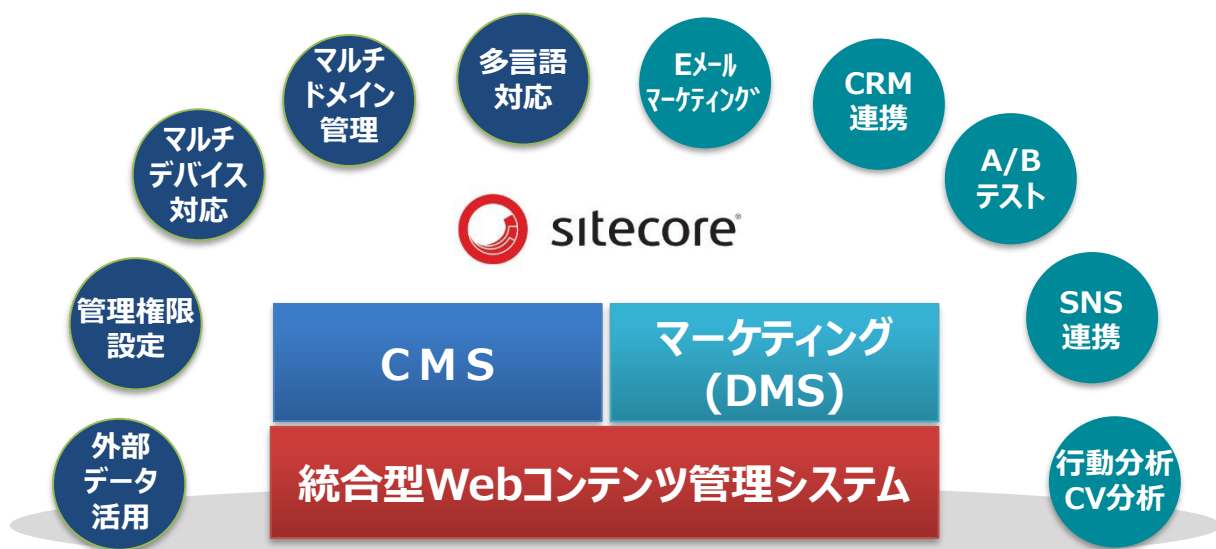 マルチ
ドメイン
管理
多言語
対応
Eメール
マーケティング
CRM
連携
マルチ
デバイス
対応
A/B
テスト
sitecore®
管理権限
設定
SNS
連携
CMS
マーケティング
(DMS)
外部
データ
活用
統合型Webコンテンツ管理システム
行動分析
CV分析